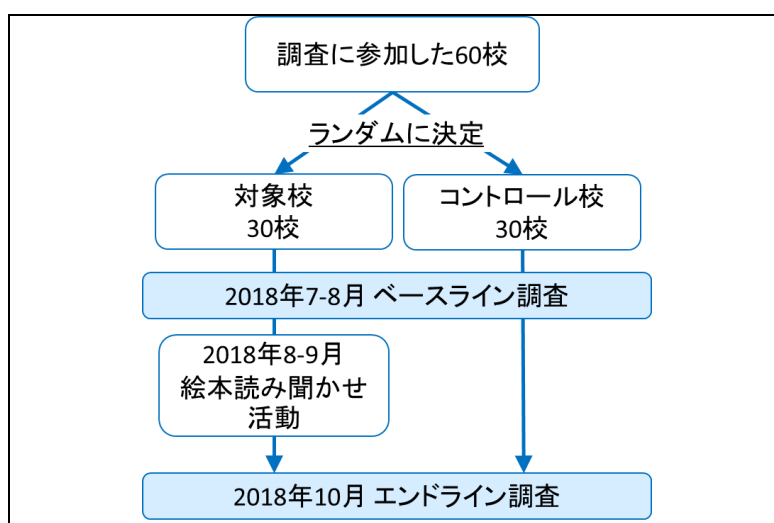 調査に参加した60校
ランダムに決定
対象校
30校
コントロール校
30校
2018年7-8月 ベースライン調査
2018年8-9月
絵本読み聞かせ
活動
2018年10月 エンドライン調査